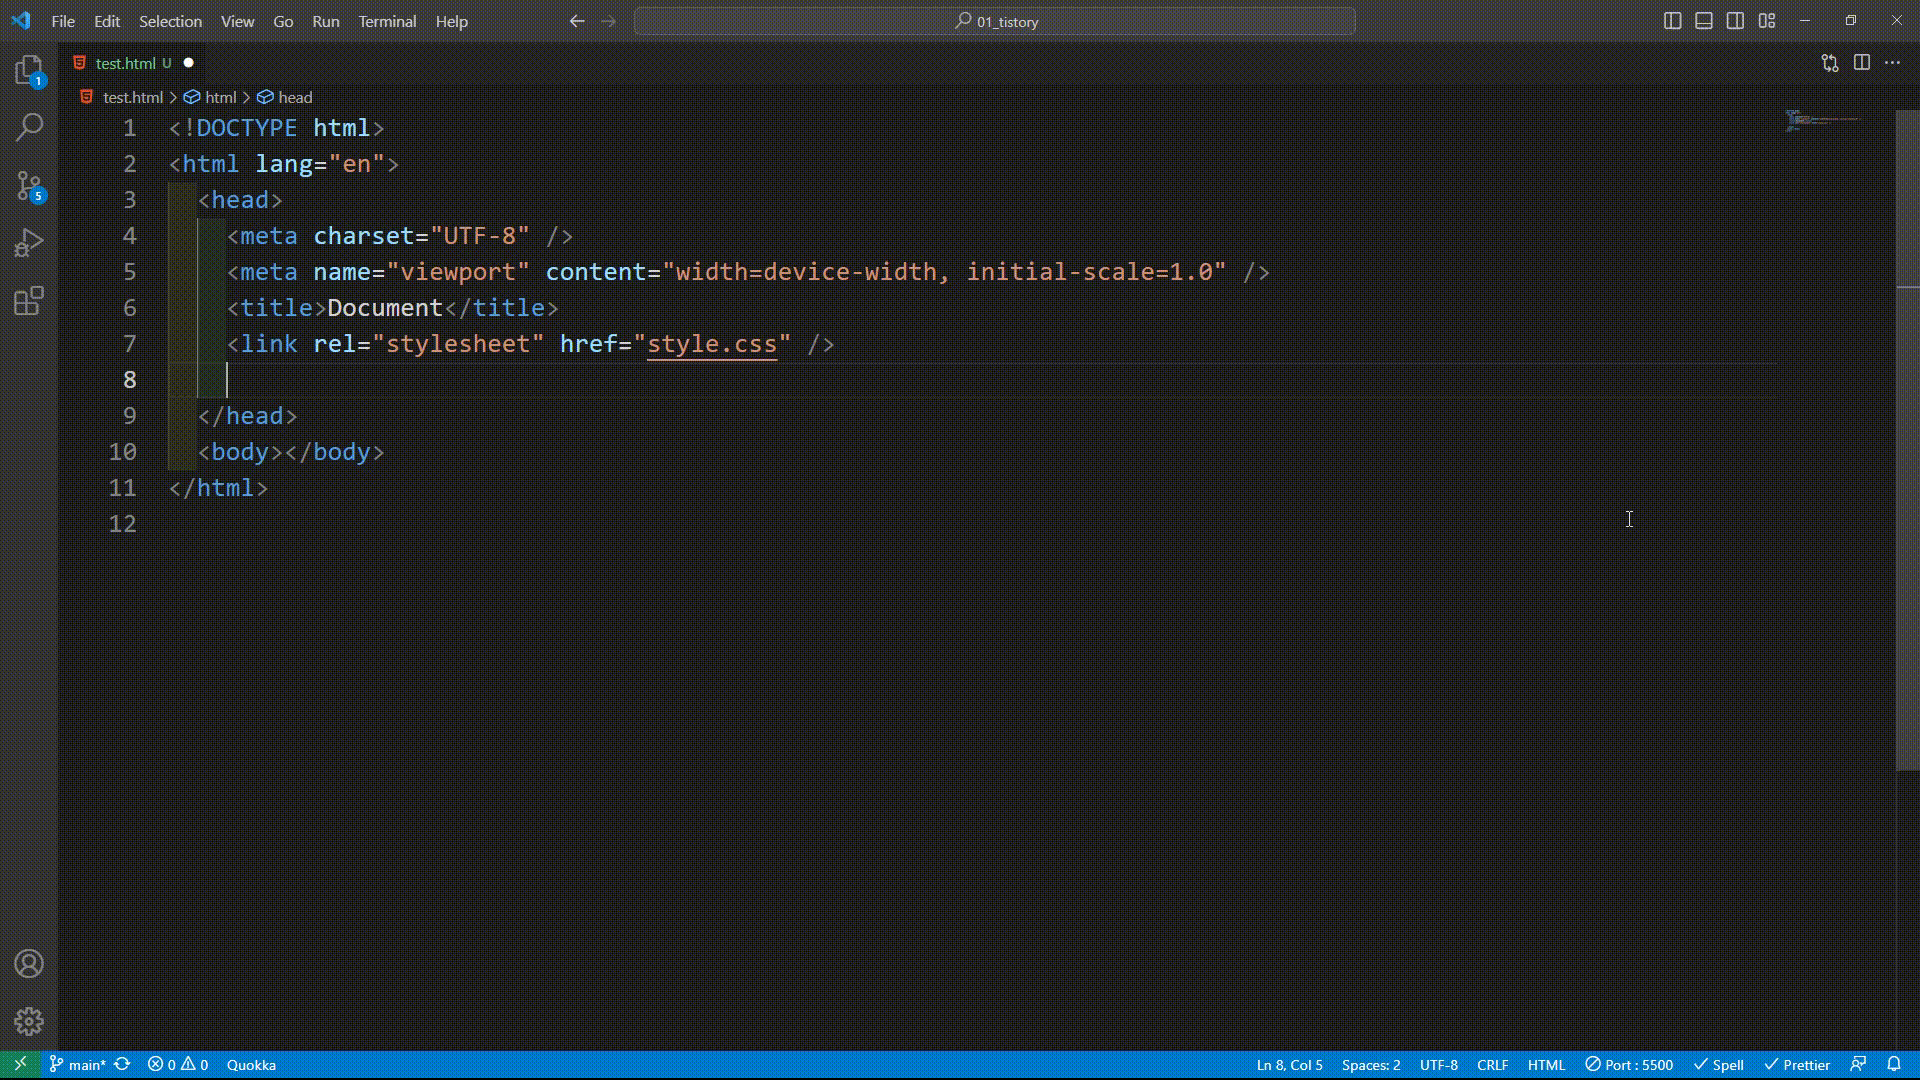 File Edit Selection View Go Run Terminal Help 01_tistory
1
test.html U
test.html > html > head
1 <!DOCTYPE html>
2 <html lang="en">
3 <head>
4 <meta charset="UTF-8" />
5 <meta name="viewport" content="width=device-width, initial-scale=1.0" />
6 <title>Document</title>
7 <link rel="stylesheet" href="style.css" />
8
9 </head>
10 <body></body>
11 </html>
12
5
main* 0 0 Quokka Ln 8, Col 5 Spaces: 2 UTF-8 CRLF HTML Port : 5500 Spell Prettier